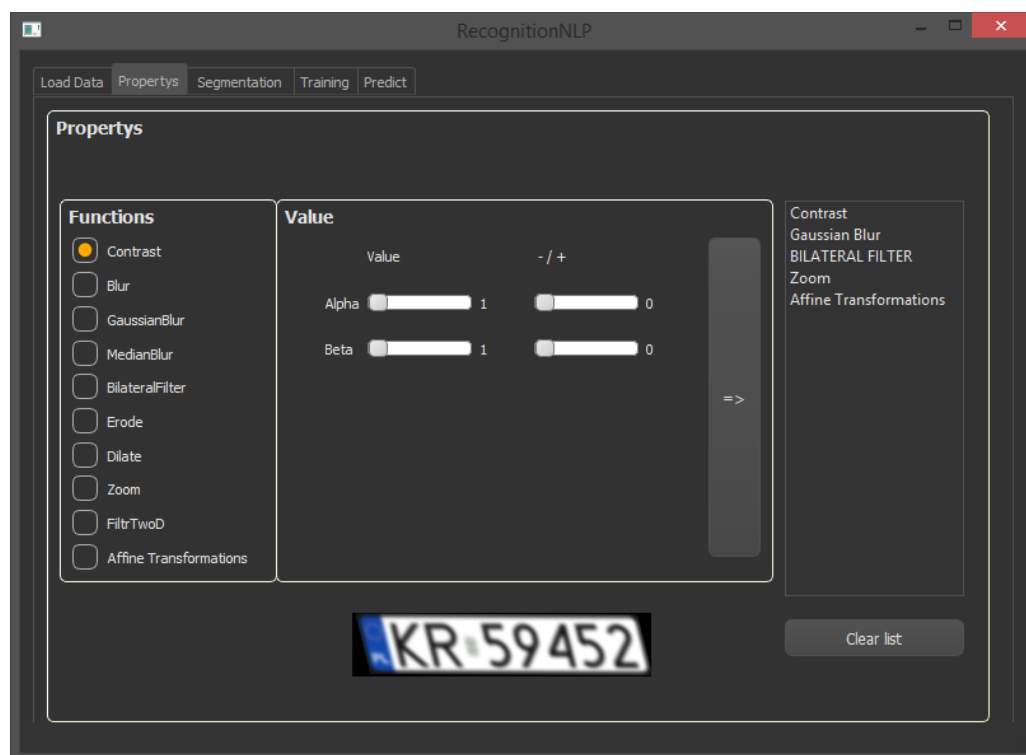 RecognitionNLP
Load Data Propertys Segmentation Training Predict
Propertys
Functions
Contrast
Blur
GaussianBlur
MedianBlur
BilateralFilter
Erode
Dilate
Zoom
FiltrTwoD
Affine Transformations
Value
Value - / +
Alpha 1 0
Beta 1 0
=>
Contrast
Gaussian Blur
BILATERAL FILTER
Zoom
Affine Transformations
KR 59452
Clear list